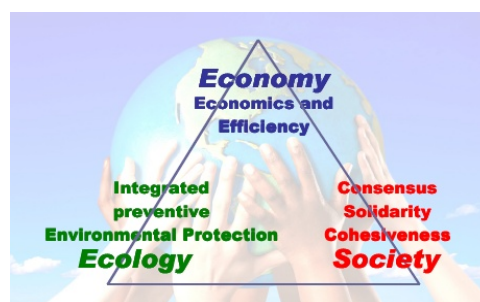 Economy
Economics and
Efficiency
Integrated
preventive
Environmental Protection
Ecology
Consensus
Solidarity
Cohesiveness
Society